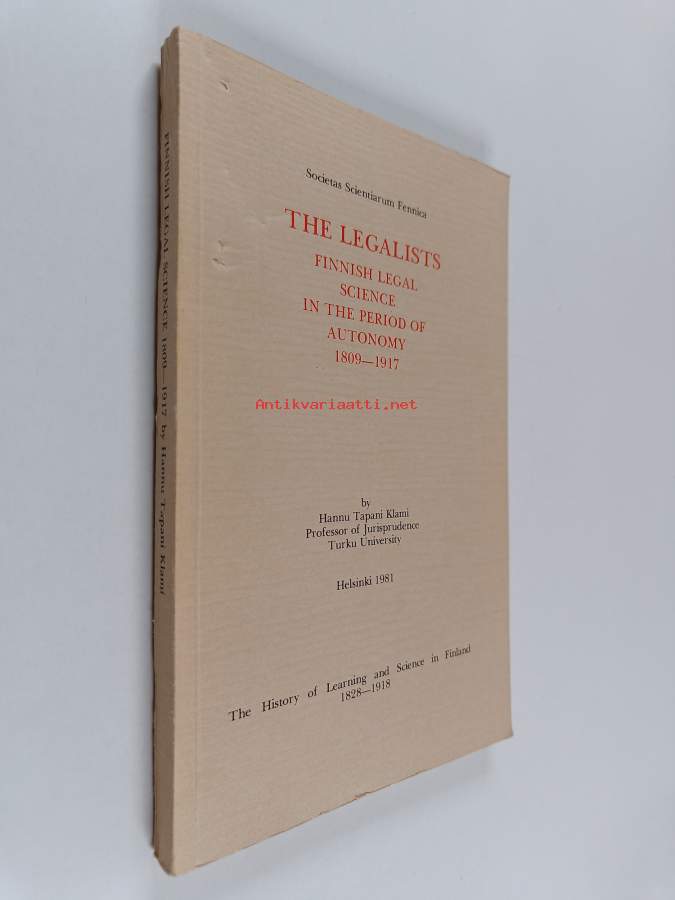 Societas Scientiarum Fennica
THE LEGALISTS
FINNISH LEGAL
SCIENCE
IN THE PERIOD OF
AUTONOMY
1809—1917
Antikvariaatti.net
by
Hannu Tapani Klami
Professor of Jurisprudence
Turku University
Helsinki 1981
The History of Learning and Science in Finland
1828—1918
FINNISH LEGAL SCIENCE 1809—1917 by Hannu Tapani Klami